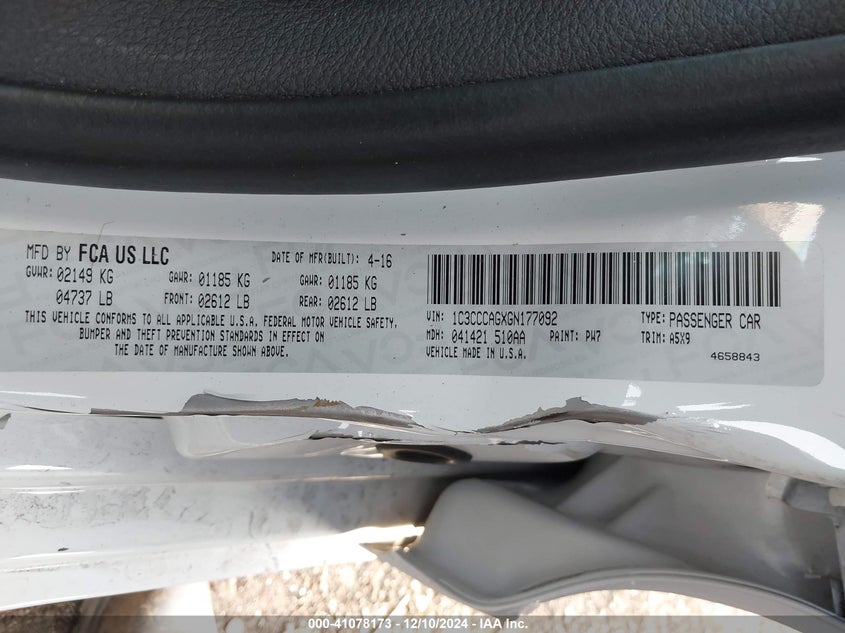 MFD BY FCA US LLC
DATE OF MFR(BUILT): 4-16
GVWR: 02149 KG GAWR: 01185 KG GAWR: 01185 KG
04737 LB FRONT: 02612 LB REAR: 02612 LB
THIS VEHICLE CONFORMS TO ALL APPLICABLE U.S.A. FEDERAL MOTOR VEHICLE SAFETY,
BUMPER AND THEFT PREVENTION STANDARDS IN EFFECT ON
THE DATE OF MANUFACTURE SHOWN ABOVE.
VIN: 1C3CCCAGXGN177092 TYPE: PASSENGER CAR
MDH: 041421 510AA PAINT: PW7 TRIM: A5X9
VEHICLE MADE IN U.S.A. 4658843
000-41078173 - 12/10/2024 - IAA Inc.